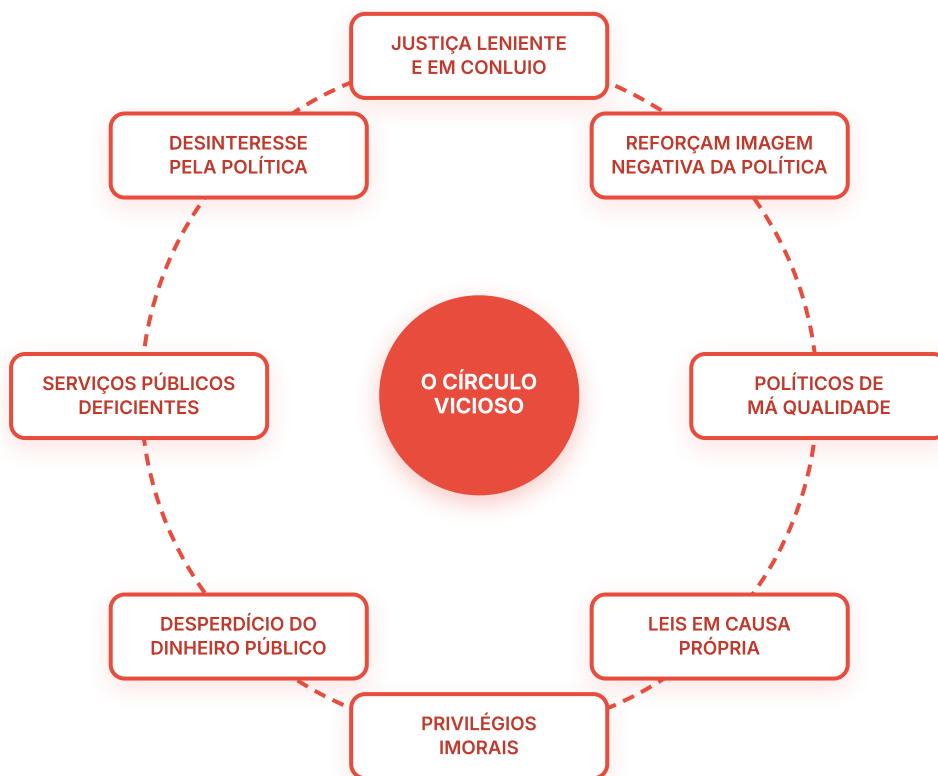 JUSTIÇA LENIENTE
E EM CONLUIO
DESINTERESSE
PELA POLÍTICA
REFORÇAM IMAGEM
NEGATIVA DA POLÍTICA
SERVIÇOS PÚBLICOS
DEFICIENTES
O CÍRCULO
VICIOSO
POLÍTICOS DE
MÁ QUALIDADE
DESPERDÍCIO DO
DINHEIRO PÚBLICO
LEIS EM CAUSA
PRÓPRIA
PRIVILÉGIOS
IMORAIS